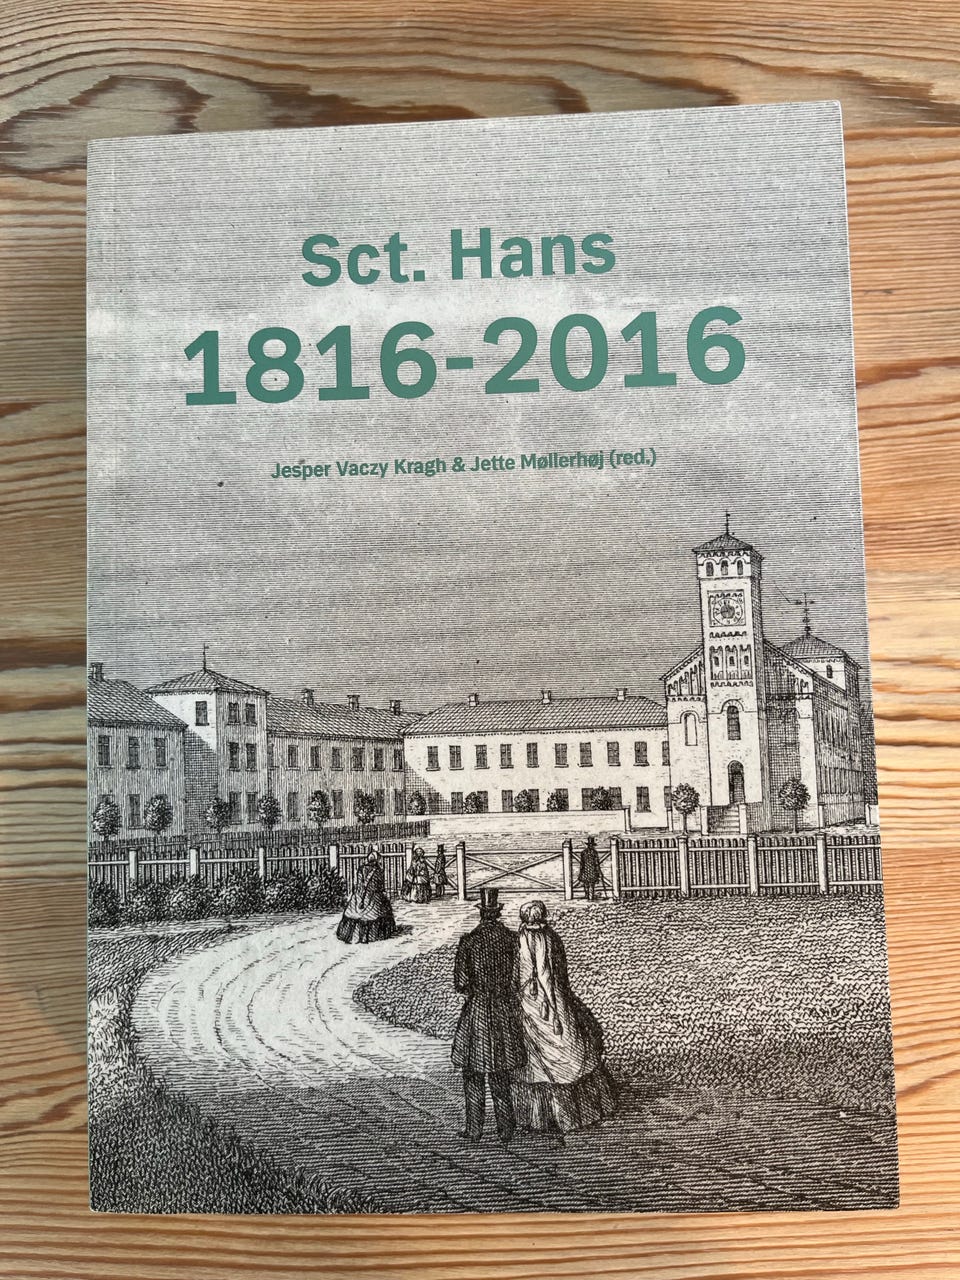 Sct. Hans
1816-2016
Jesper Vaczy Kragh & Jette Møllerhøj (red.)